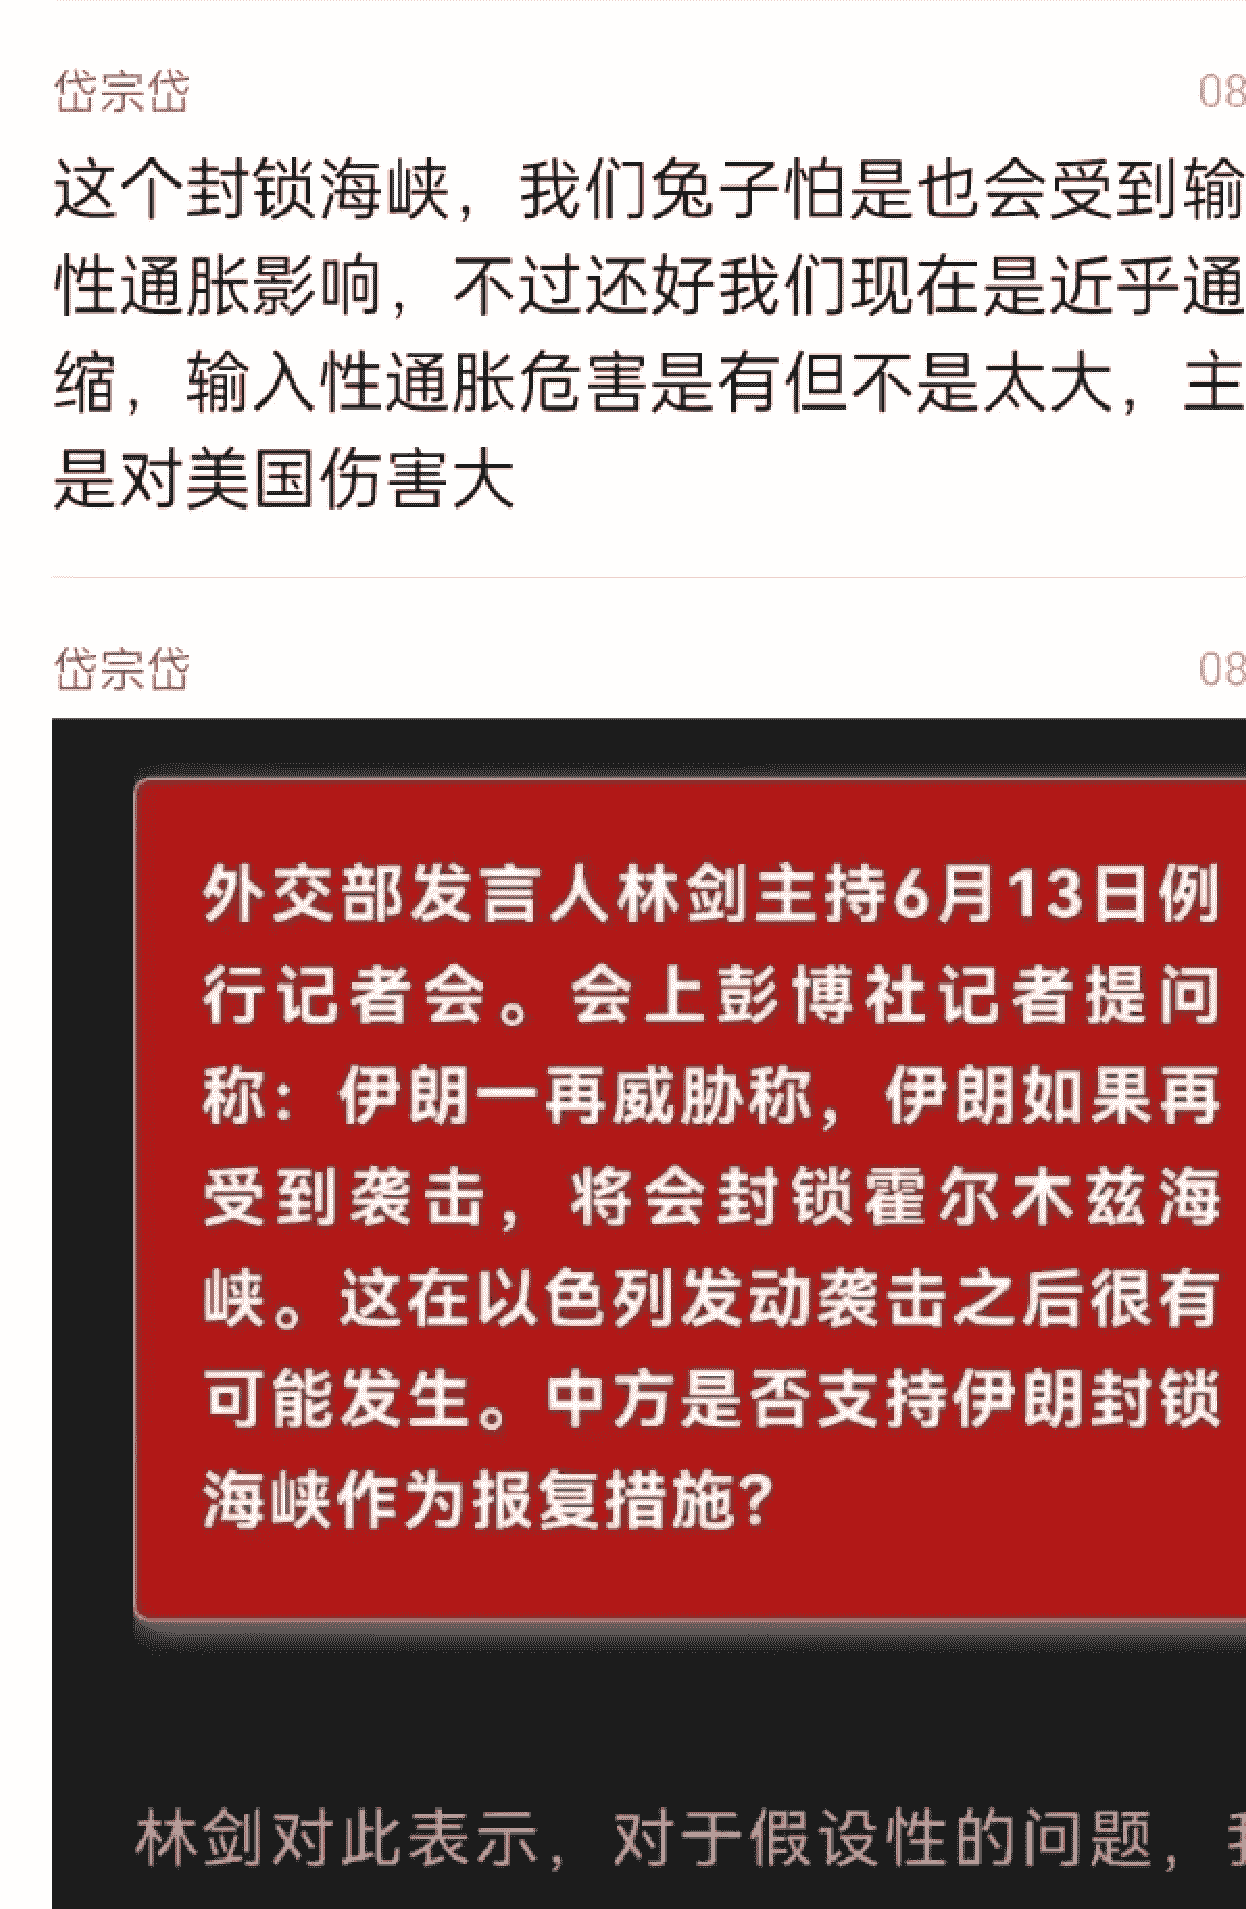 岱宗岱
08
这个封锁海峡，我们兔子怕是也会受到输
性通胀影响，不过还好我们现在是近乎通
缩，输入性通胀危害是有但不是太大，主
是对美国伤害大
岱宗岱
08
外交部发言人林剑主持6月13日例
行记者会。会上彭博社记者提问
称：伊朗一再威胁称，伊朗如果再
受到袭击，将会封锁霍尔木兹海
峡。这在以色列发动袭击之后很有
可能发生。中方是否支持伊朗封锁
海峡作为报复措施？
林剑对此表示，对于假设性的问题，